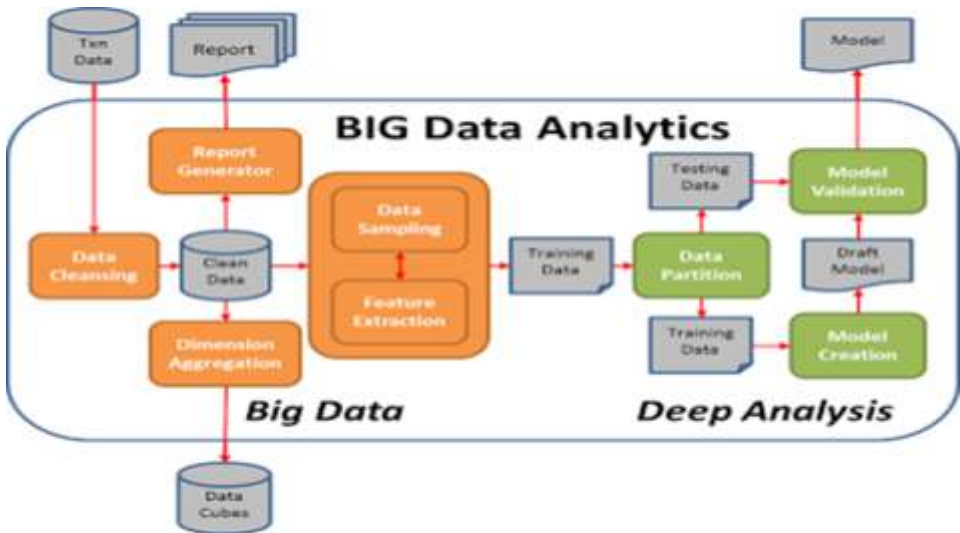 Txn
Data
Report
Model
BIG Data Analytics
Report
Generator
Testing
Data
Model
Validation
Data
Sampling
Data
Cleansing
Clean
Data
Training
Data
Data
Partition
Draft
Model
Feature
Extraction
Dimension
Aggregation
Training
Data
Model
Creation
Big Data
Deep Analysis
Data
Cubes